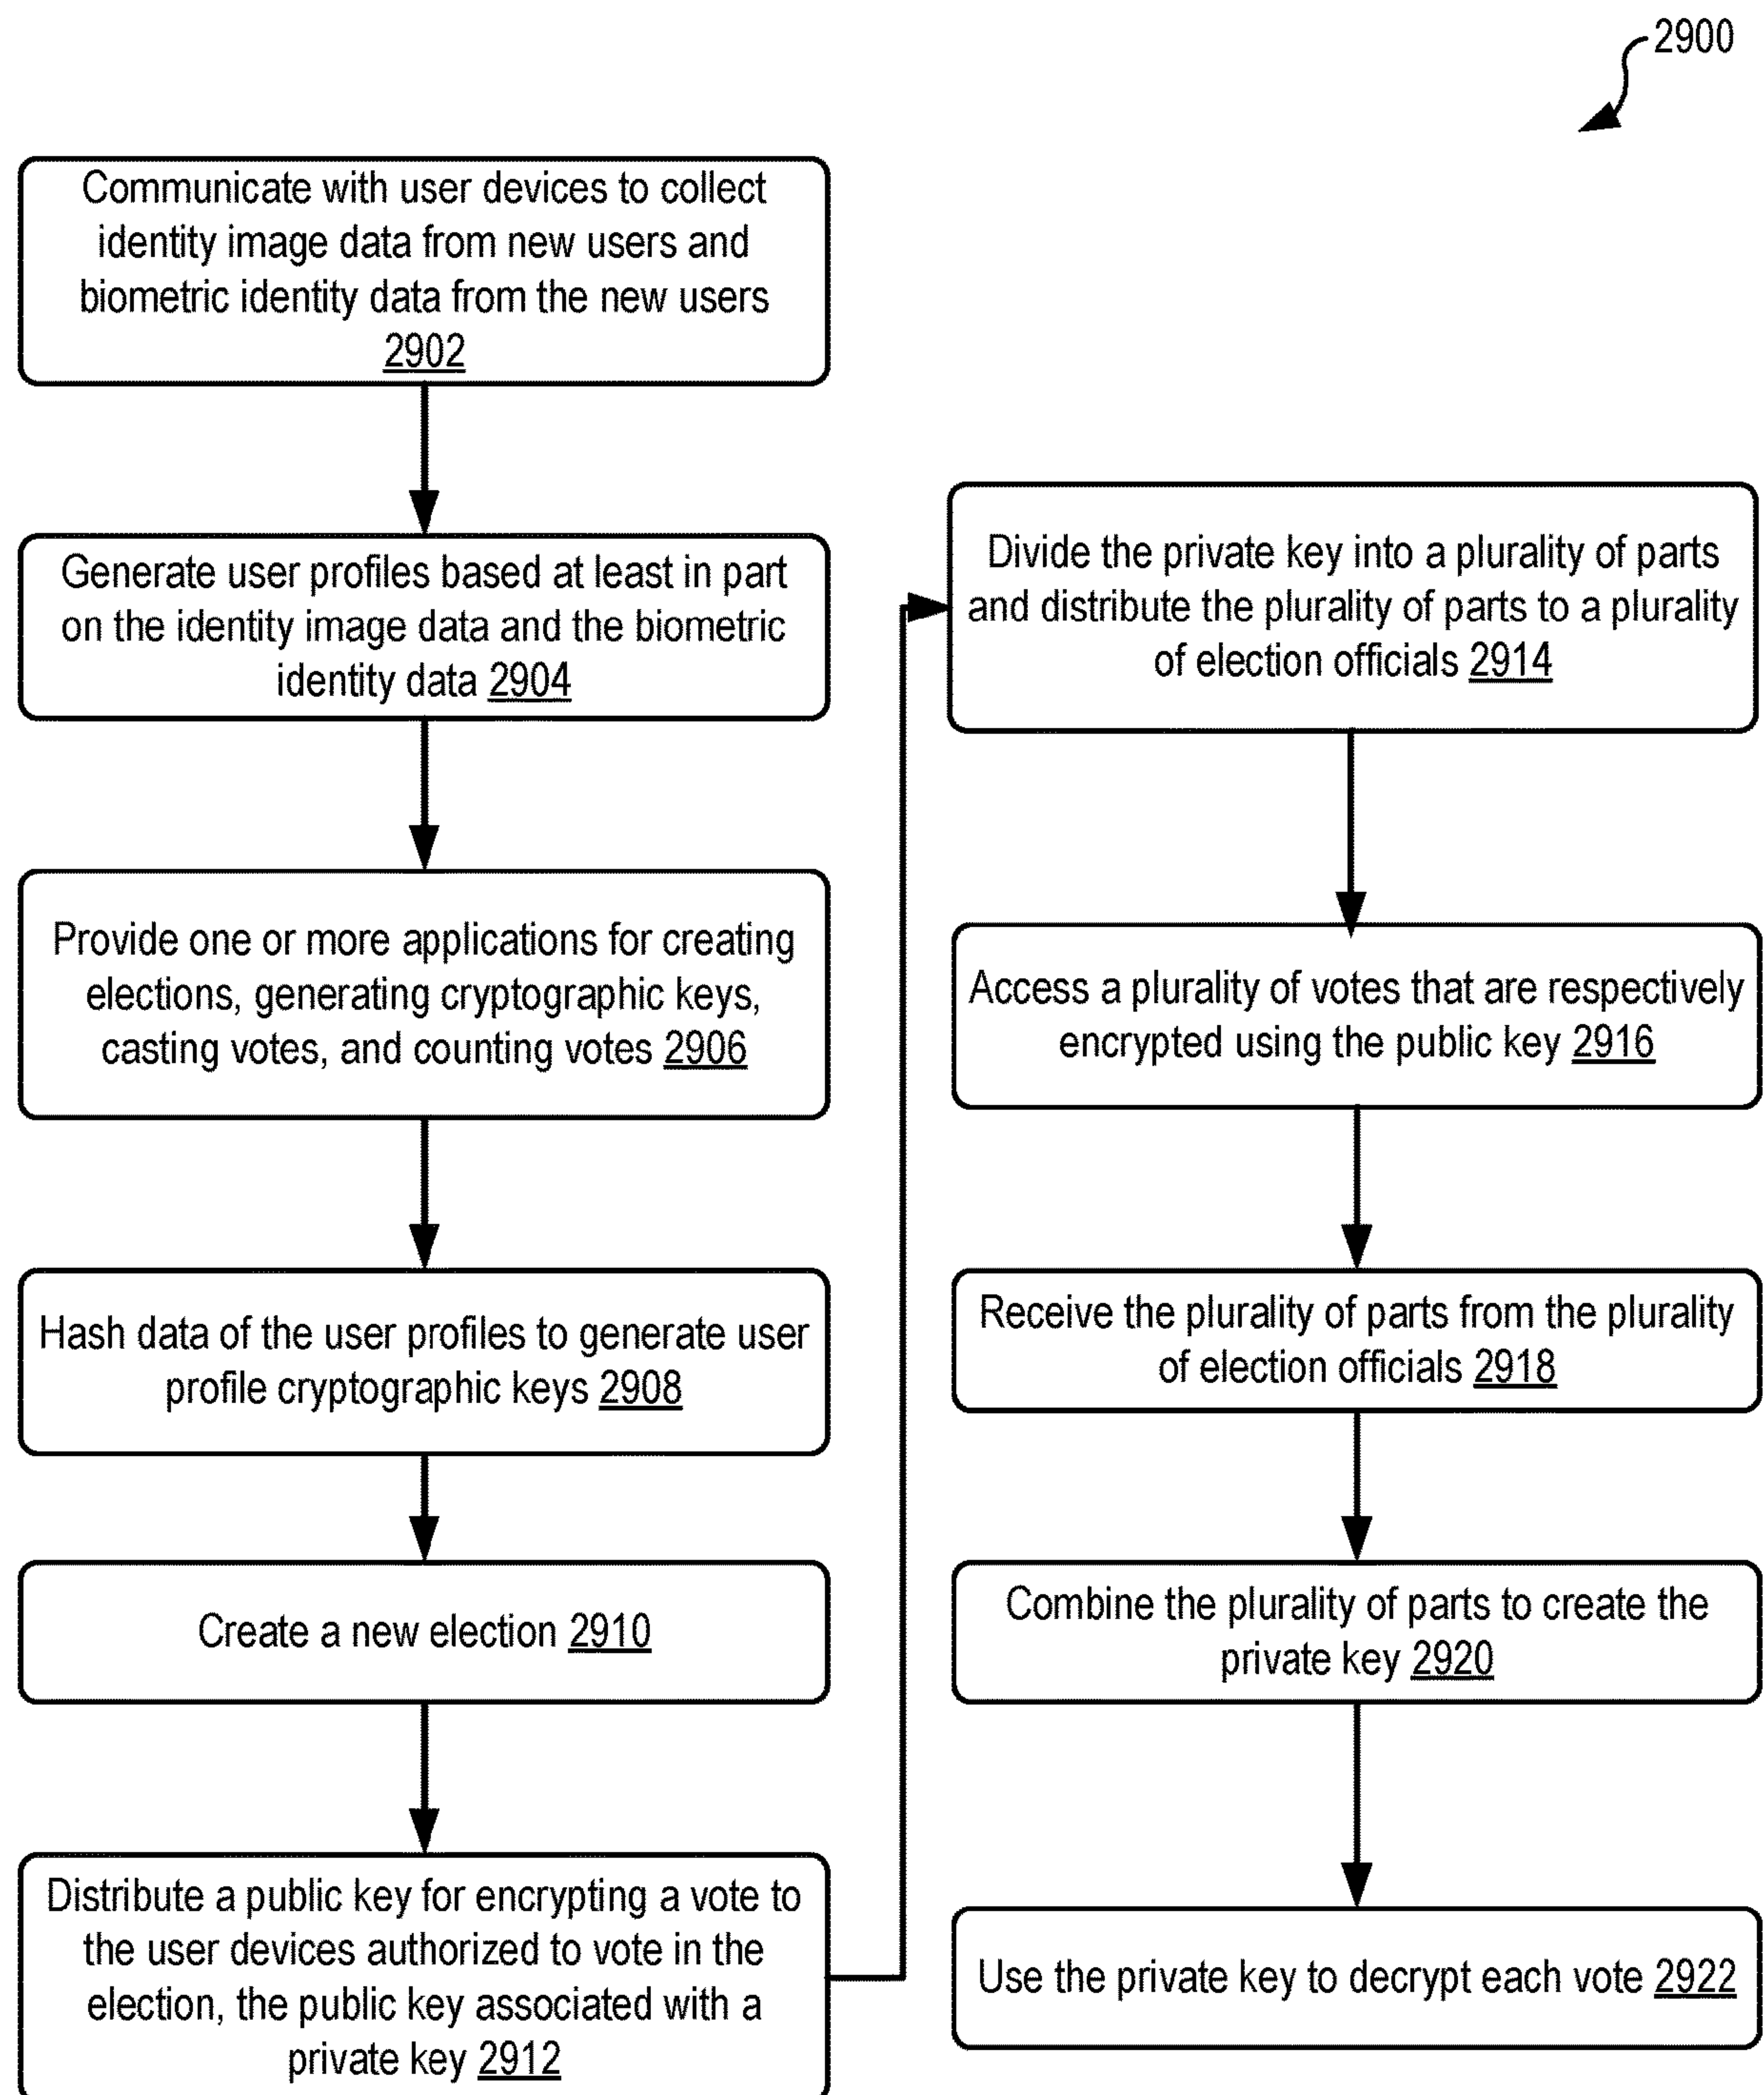 2900
Communicate with user devices to collect
identity image data from new users and
biometric identity data from the new users
2902
Generate user profiles based at least in part
on the identity image data and the biometric
identity data 2904
Provide one or more applications for creating
elections, generating cryptographic keys,
casting votes, and counting votes 2906
Hash data of the user profiles to generate user
profile cryptographic keys 2908
Create a new election 2910
Distribute a public key for encrypting a vote to
the user devices authorized to vote in the
election, the public key associated with a
private key 2912
Divide the private key into a plurality of parts
and distribute the plurality of parts to a plurality
of election officials 2914
Access a plurality of votes that are respectively
encrypted using the public key 2916
Receive the plurality of parts from the plurality
of election officials 2918
Combine the plurality of parts to create the
private key 2920
Use the private key to decrypt each vote 2922